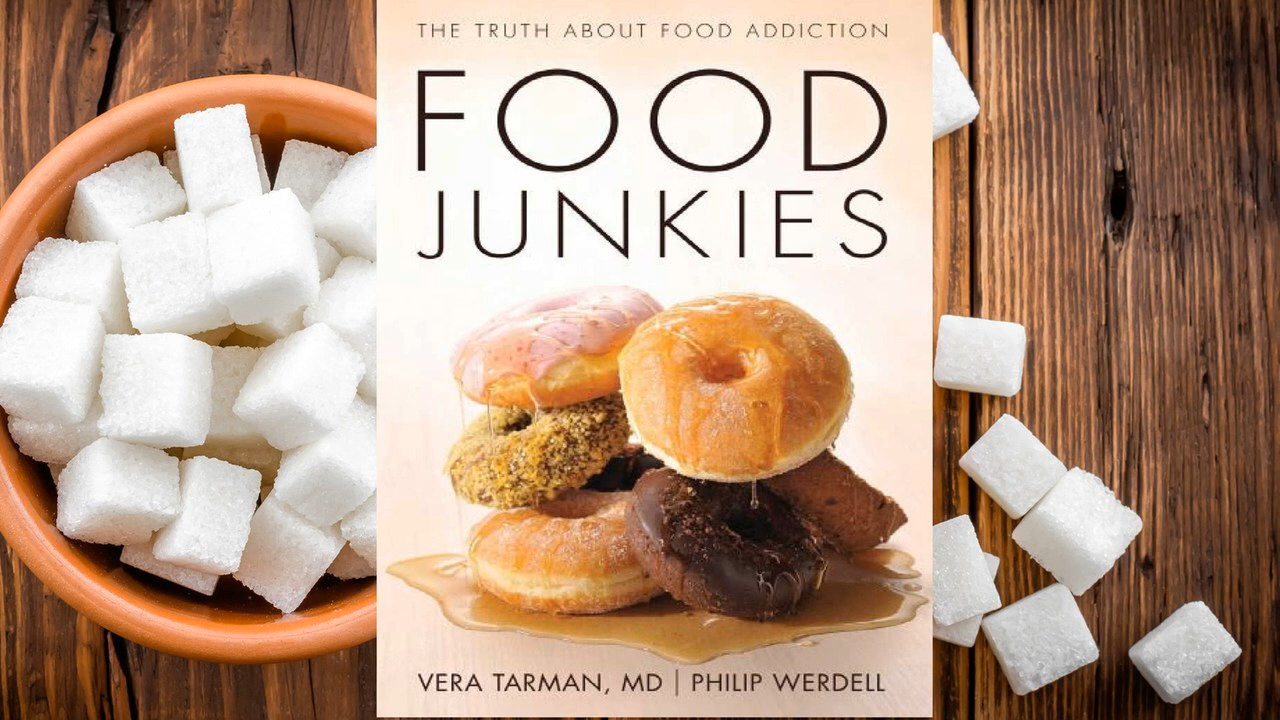 THE TRUTH ABOUT FOOD ADDICTION
FOOD
JUNKIES
VERA TARMAN, MD | PHILIP WERDELL